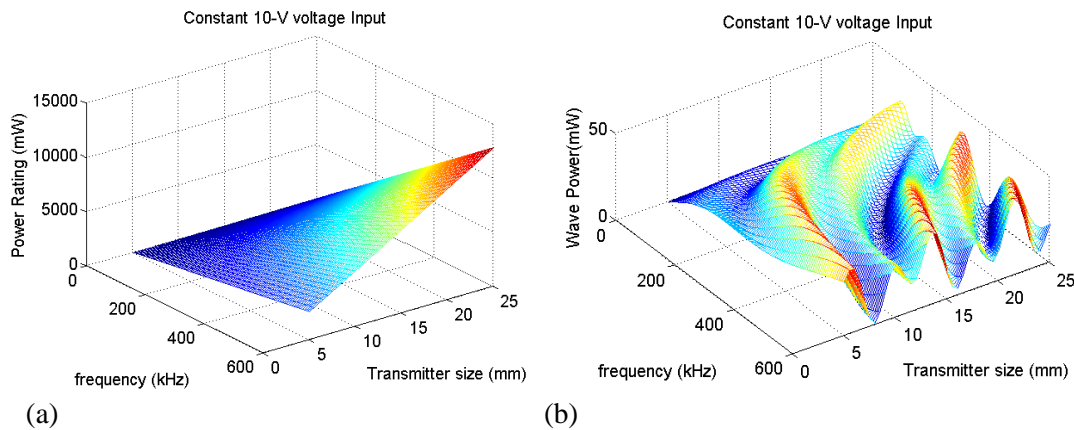 Constant 10-V voltage Input
15000
10000
5000
0
Power Rating (mW)
0
200
400
600
frequency (kHz)
0
5
10
15
20
25
Transmitter size (mm)
(a)
Constant 10-V voltage Input
50
0
Wave Power(mW)
0
200
400
600
frequency (kHz)
0
5
10
15
20
25
Transmitter size (mm)
(b)